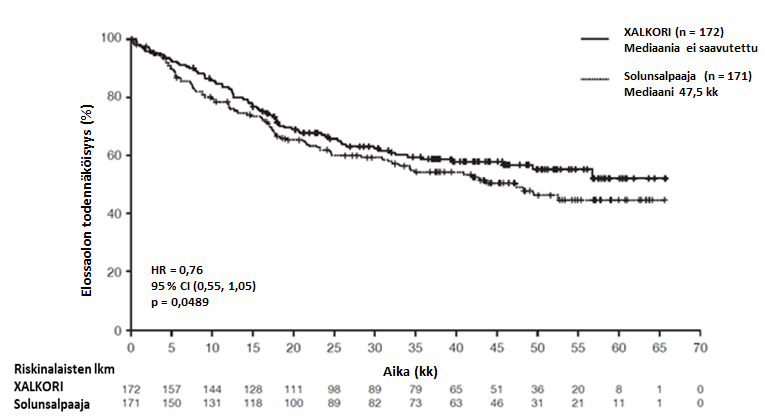 XALKORI (n = 172)
Mediaania ei saavutettu
Solunsalpaaja (n = 171)
Mediaani 47,5 kk
Elossaolon todennäköisyys (%)
100
80
60
40
20
0
HR = 0,76
95 % CI (0,55, 1,05)
p = 0,0489
0 5 10 15 20 25 30 35 40 45 50 55 60 65 70
Aika (kk)
Riskinalaisten lkm
XALKORI 172 157 144 128 111 98 89 79 65 51 36 20 8 1 0
Solunsalpaaja 171 150 131 118 100 89 82 73 63 46 31 21 11 1 0